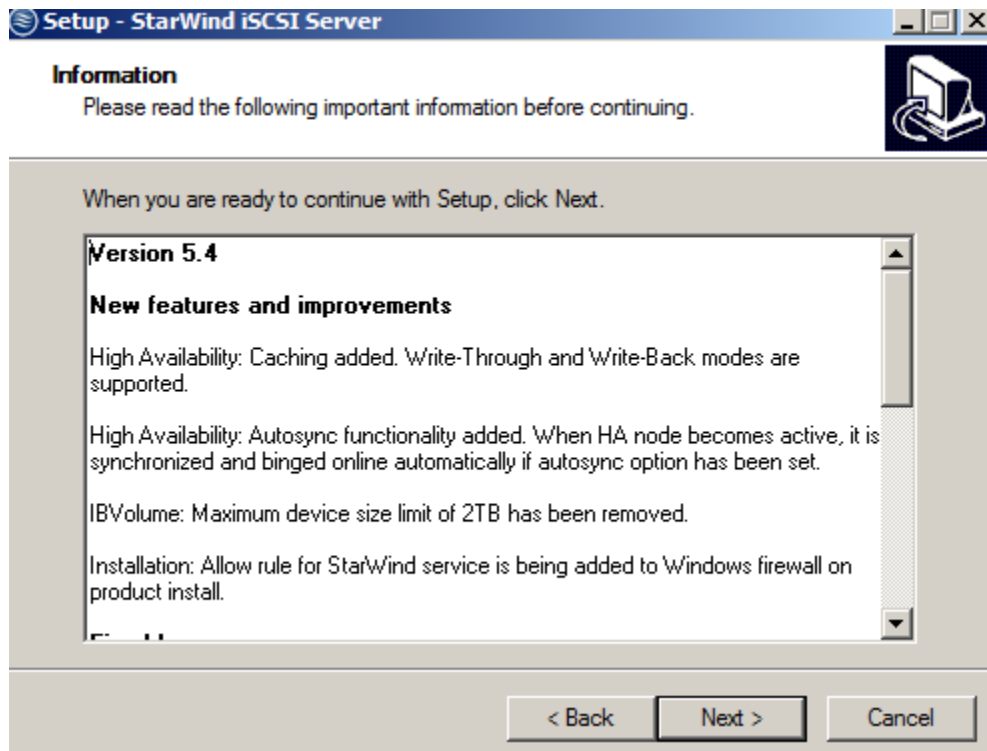 Setup - StarWind iSCSI Server
Information
Please read the following important information before continuing.
When you are ready to continue with Setup, click Next.
Version 5.4
New features and improvements
High Availability: Caching added. Write-Through and Write-Back modes are
supported.
High Availability: Autosync functionality added. When HA node becomes active, it is
synchronized and binged online automatically if autosync option has been set.
IBVolume: Maximum device size limit of 2TB has been removed.
Installation: Allow rule for StarWind service is being added to Windows firewall on
product install.
< Back
Next >
Cancel